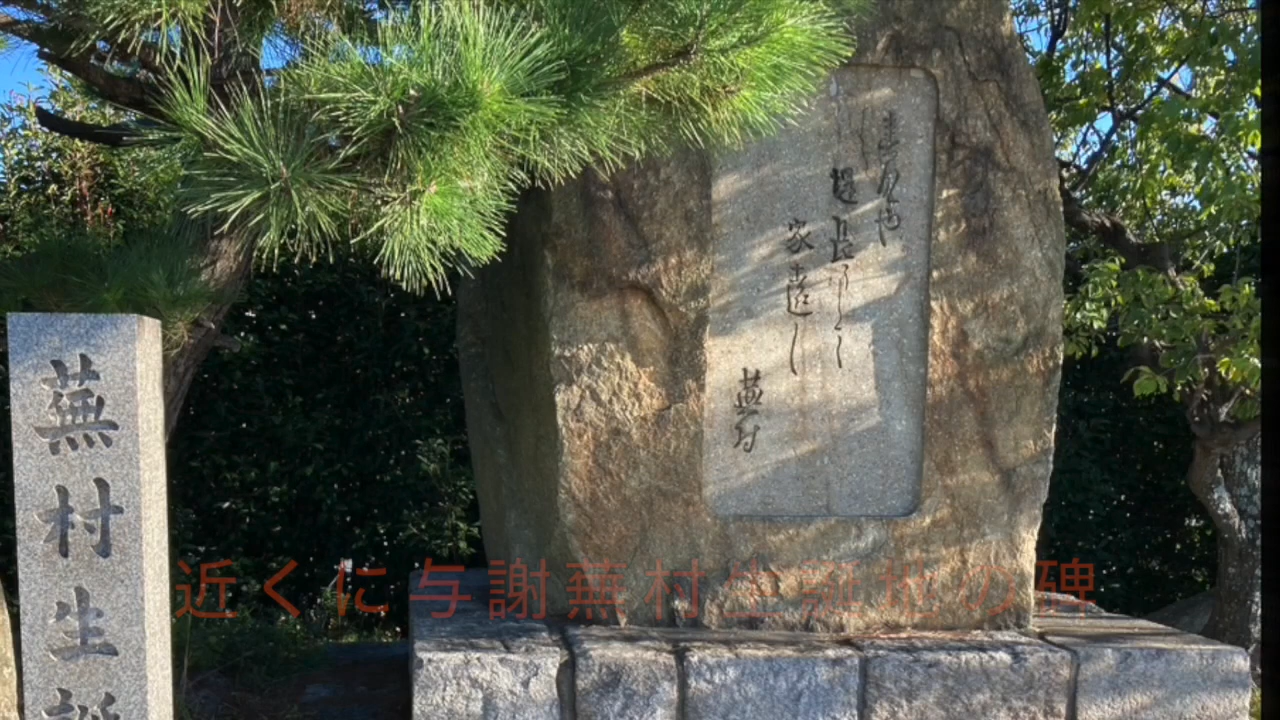 春風や
堤長うして
家遠し
蕪村
蕪村生誕
近くに与謝蕪村生誕地の碑